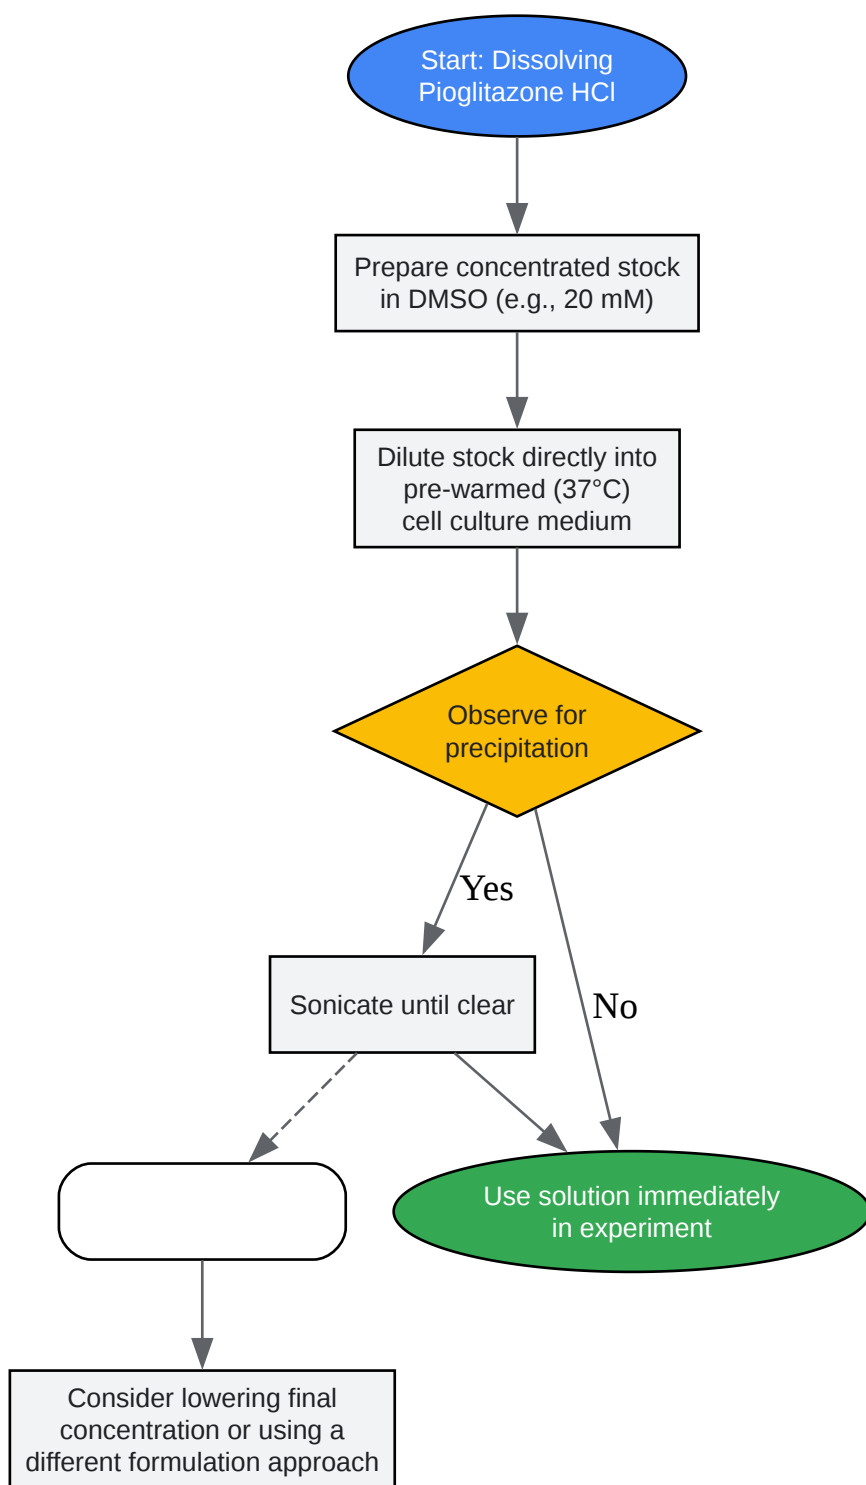 Start: Dissolving
Pioglitazone HCl
Prepare concentrated stock
in DMSO (e.g., 20 mM)
Dilute stock directly into
pre-warmed (37°C)
cell culture medium
Observe for
precipitation
Yes
Sonicate until clear
No
Use solution immediately
in experiment
Consider lowering final
concentration or using a
different formulation approach